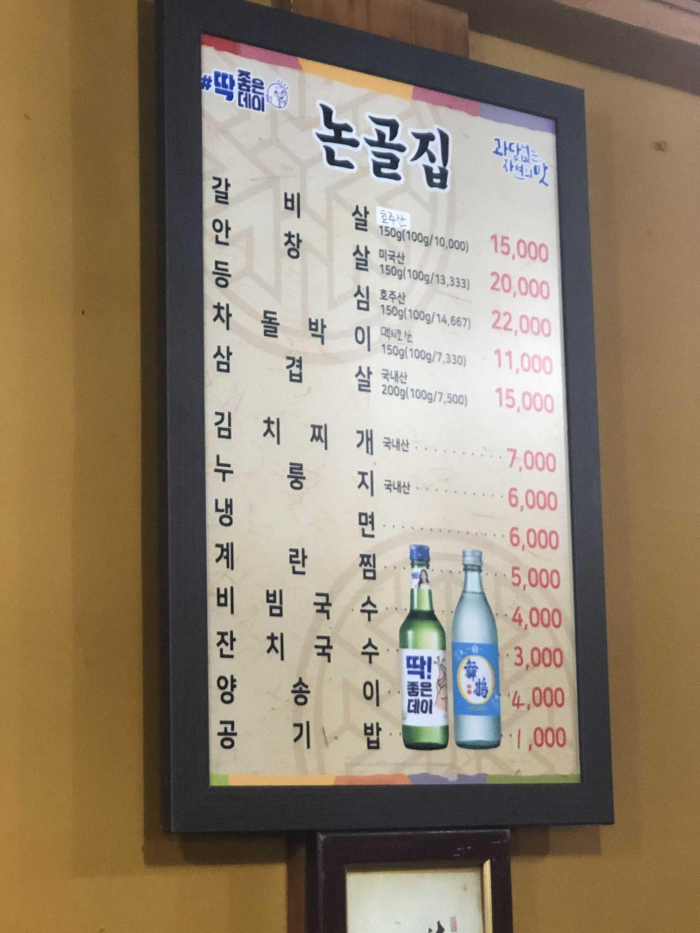 #딱 좋은데이
논골집
과당없는
자연의 맛
갈비살 호주산 150g(100g/10,000) 15,000
안창살 미국산 150g(100g/13,333) 20,000
등심 호주산 150g(100g/14,667) 22,000
차돌박이 멕시코산 150g(100g/7,330) 11,000
삼겹살 국내산 200g(100g/7,500) 15,000
김치찌개 국내산 7,000
누룽지 국내산 6,000
냉면 6,000
계란찜 5,000
비빔국수 4,000
잔치국수 3,000
양송이 4,000
공기밥 1,000
딱!
좋은
데이
舞鶴